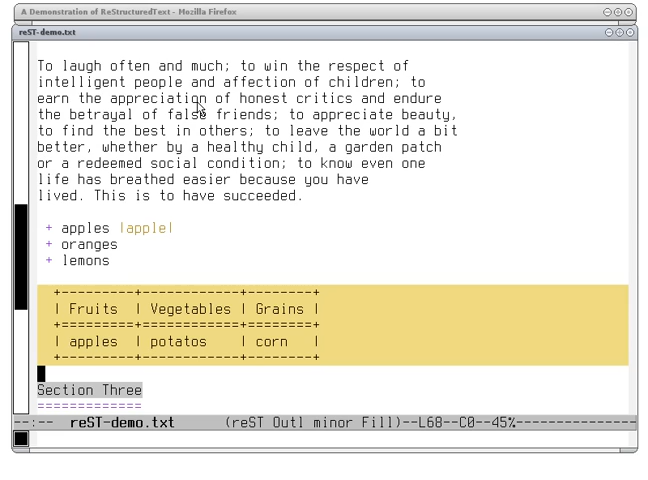 A Demonstration of ReStructuredText - Mozilla Firefox
reST-demo.txt
To laugh often and much; to win the respect of
intelligent people and affection of children; to
earn the appreciation of honest critics and endure
the betrayal of false friends; to appreciate beauty,
to find the best in others; to leave the world a bit
better, whether by a healthy child, a garden patch
or a redeemed social condition; to know even one
life has breathed easier because you have
lived. This is to have succeeded.
+ apples |apple|
+ oranges
+ lemons
+---------+------------+--------+
| Fruits  | Vegetables | Grains |
+=========+============+========+
| apples  | potatos    | corn   |
+---------+------------+--------+
Section Three
=============
--:--  reST-demo.txt      (reST Outl minor Fill)--L68--C0--45%----------------